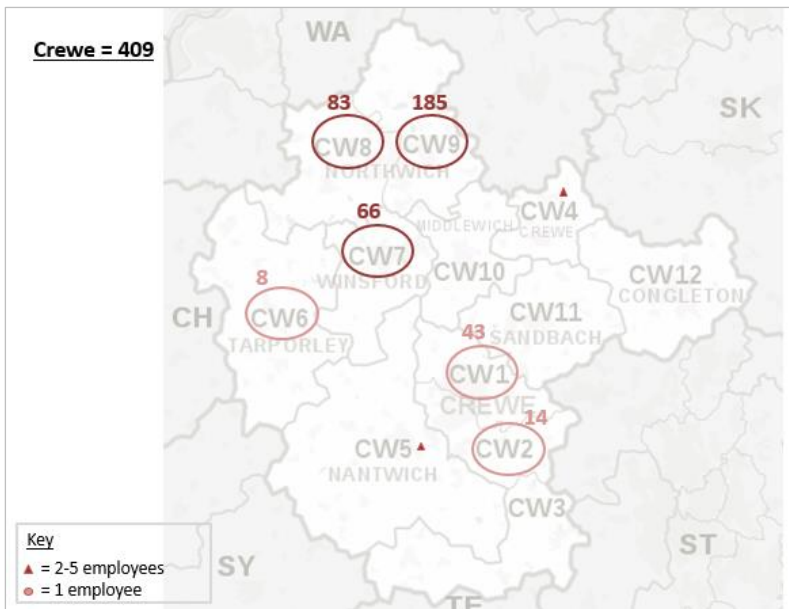 Crewe = 409
WA
83
185
CW8
CW9
NORTHWICH
SK
66
MIDDLEWICH
CW4
CREWE
CW7
WINSFORD
CW10
CW12
CONGLETON
8
CW6
TARPORLEY
CH
CW11
SANDBACH
43
CW1
CREWE
14
CW2
CW5
NANTWICH
CW3
Key
▲ = 2-5 employees
● = 1 employee
SY
ST
TF